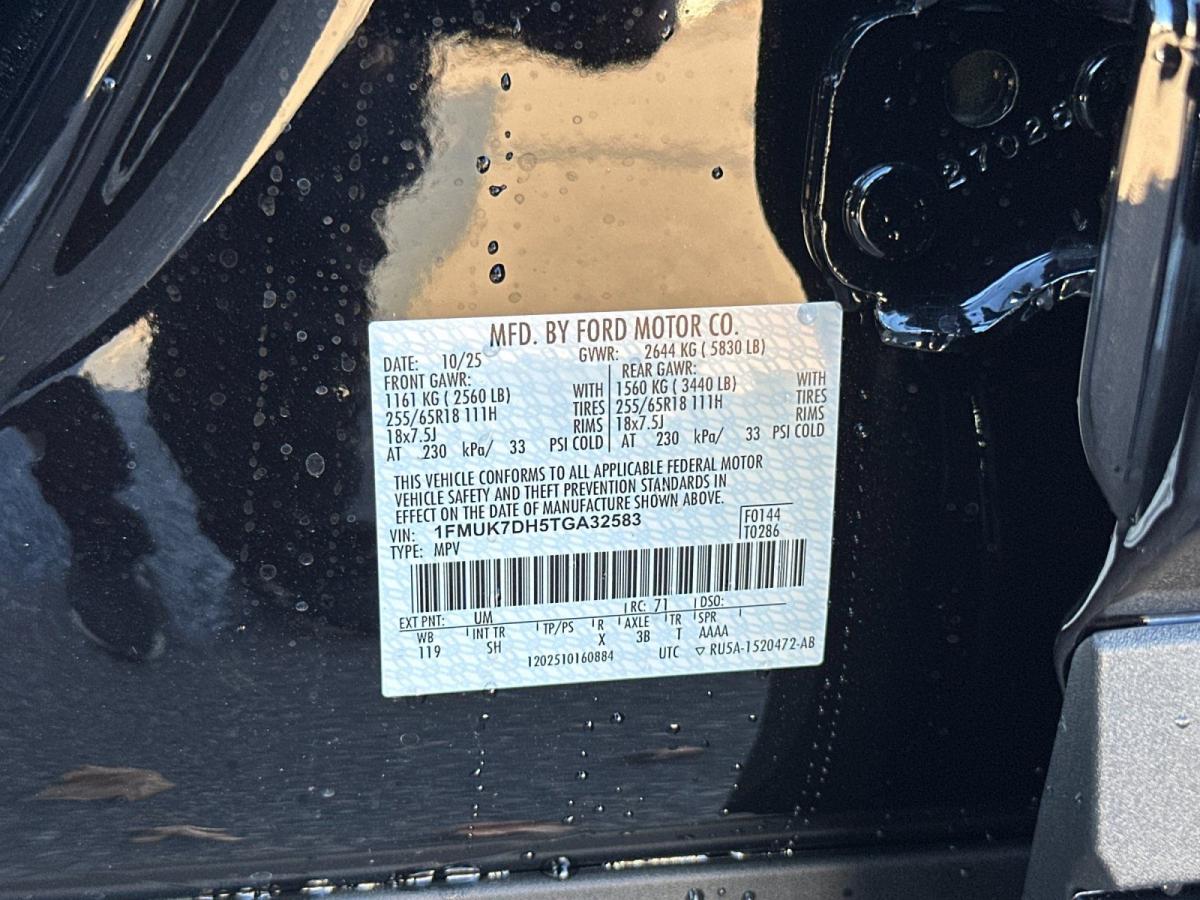 27028
MFD. BY FORD MOTOR CO.
DATE: 10/25 GVWR: 2644 KG ( 5830 LB)
FRONT GAWR: REAR GAWR:
1161 KG ( 2560 LB) WITH 1560 KG ( 3440 LB) WITH
255/65R18 111H TIRES 255/65R18 111H TIRES
18x7.5J RIMS 18x7.5J RIMS
AT 230 kPa/ 33 PSI COLD AT 230 kPa/ 33 PSI COLD
THIS VEHICLE CONFORMS TO ALL APPLICABLE FEDERAL MOTOR
VEHICLE SAFETY AND THEFT PREVENTION STANDARDS IN
EFFECT ON THE DATE OF MANUFACTURE SHOWN ABOVE.
VIN: 1FMUK7DH5TGA32583 F0144
TYPE: MPV T0286
EXT PNT: UM RC: 71 DSO:
WB INT TR TP/PS R AXLE TR SPR
119 SH X 3B T AAAA
1202510160884 UTC ▽ RU5A-1520472-AB